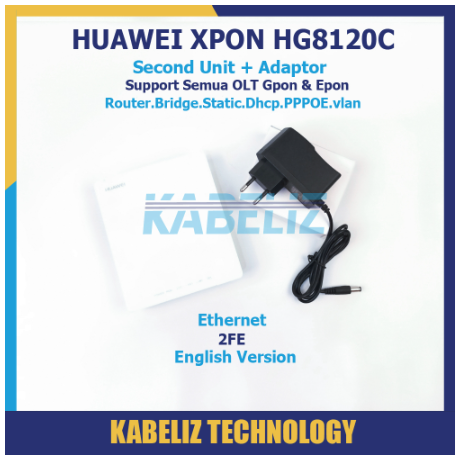 HUAWEI XPON HG8120C
Second Unit + Adaptor
Support Semua OLT Gpon & Epon
Router.Bridge.Static.Dhcp.PPPOE.vlan
HUAWEI
KABELIZ
Ethernet
2FE
English Version
KABELIZ TECHNOLOGY